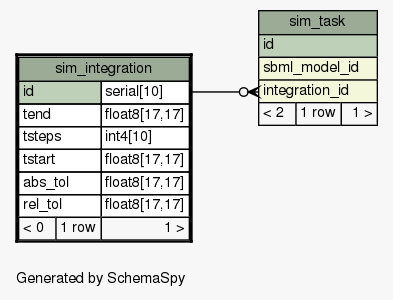 sim_task
id
sbml_model_id
integration_id
< 2 1 row 1 >
sim_integration
id serial[10]
tend float8[17,17]
tsteps int4[10]
tstart float8[17,17]
abs_tol float8[17,17]
rel_tol float8[17,17]
< 0 1 row 1 >
Generated by SchemaSpy